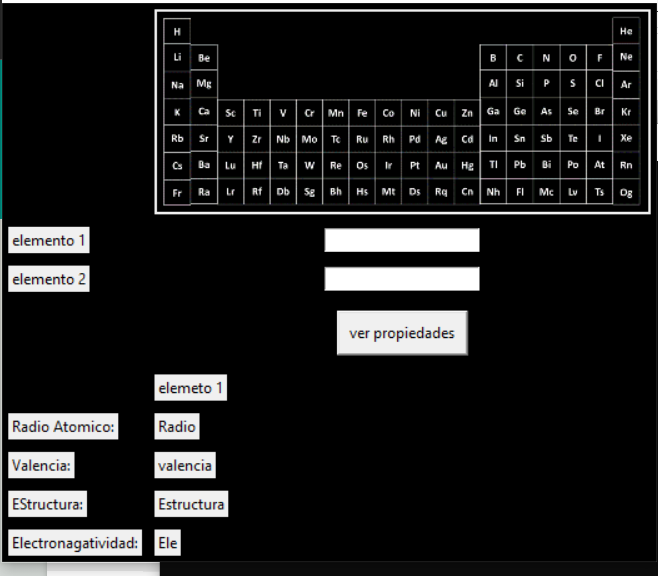 H He
Li Be B C N O F Ne
Na Mg Al Si P S Cl Ar
K Ca Sc Ti V Cr Mn Fe Co Ni Cu Zn Ga Ge As Se Br Kr
Rb Sr Y Zr Nb Mo Tc Ru Rh Pd Ag Cd In Sn Sb Te I Xe
Cs Ba Lu Hf Ta W Re Os Ir Pt Au Hg Tl Pb Bi Po At Rn
Fr Ra Lr Rf Db Sg Bh Hs Mt Ds Rq Cn Nh Fl Mc Lv Ts Og
elemento 1
elemento 2
ver propiedades
elemeto 1
Radio Atomico: Radio
Valencia: valencia
EStructura: Estructura
Electronagatividad: Ele